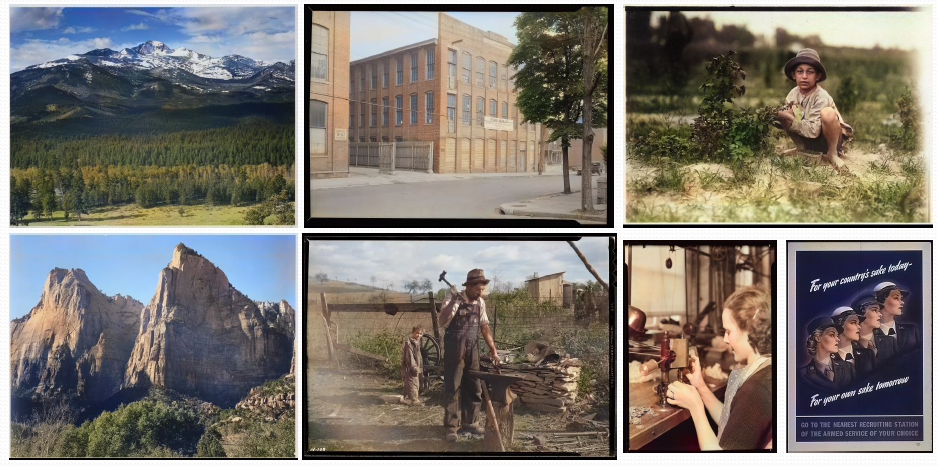 For your country's sake today-
For your own sake tomorrow
GO TO THE NEAREST RECRUITING STATION
OF THE ARMED SERVICE OF YOUR CHOICE